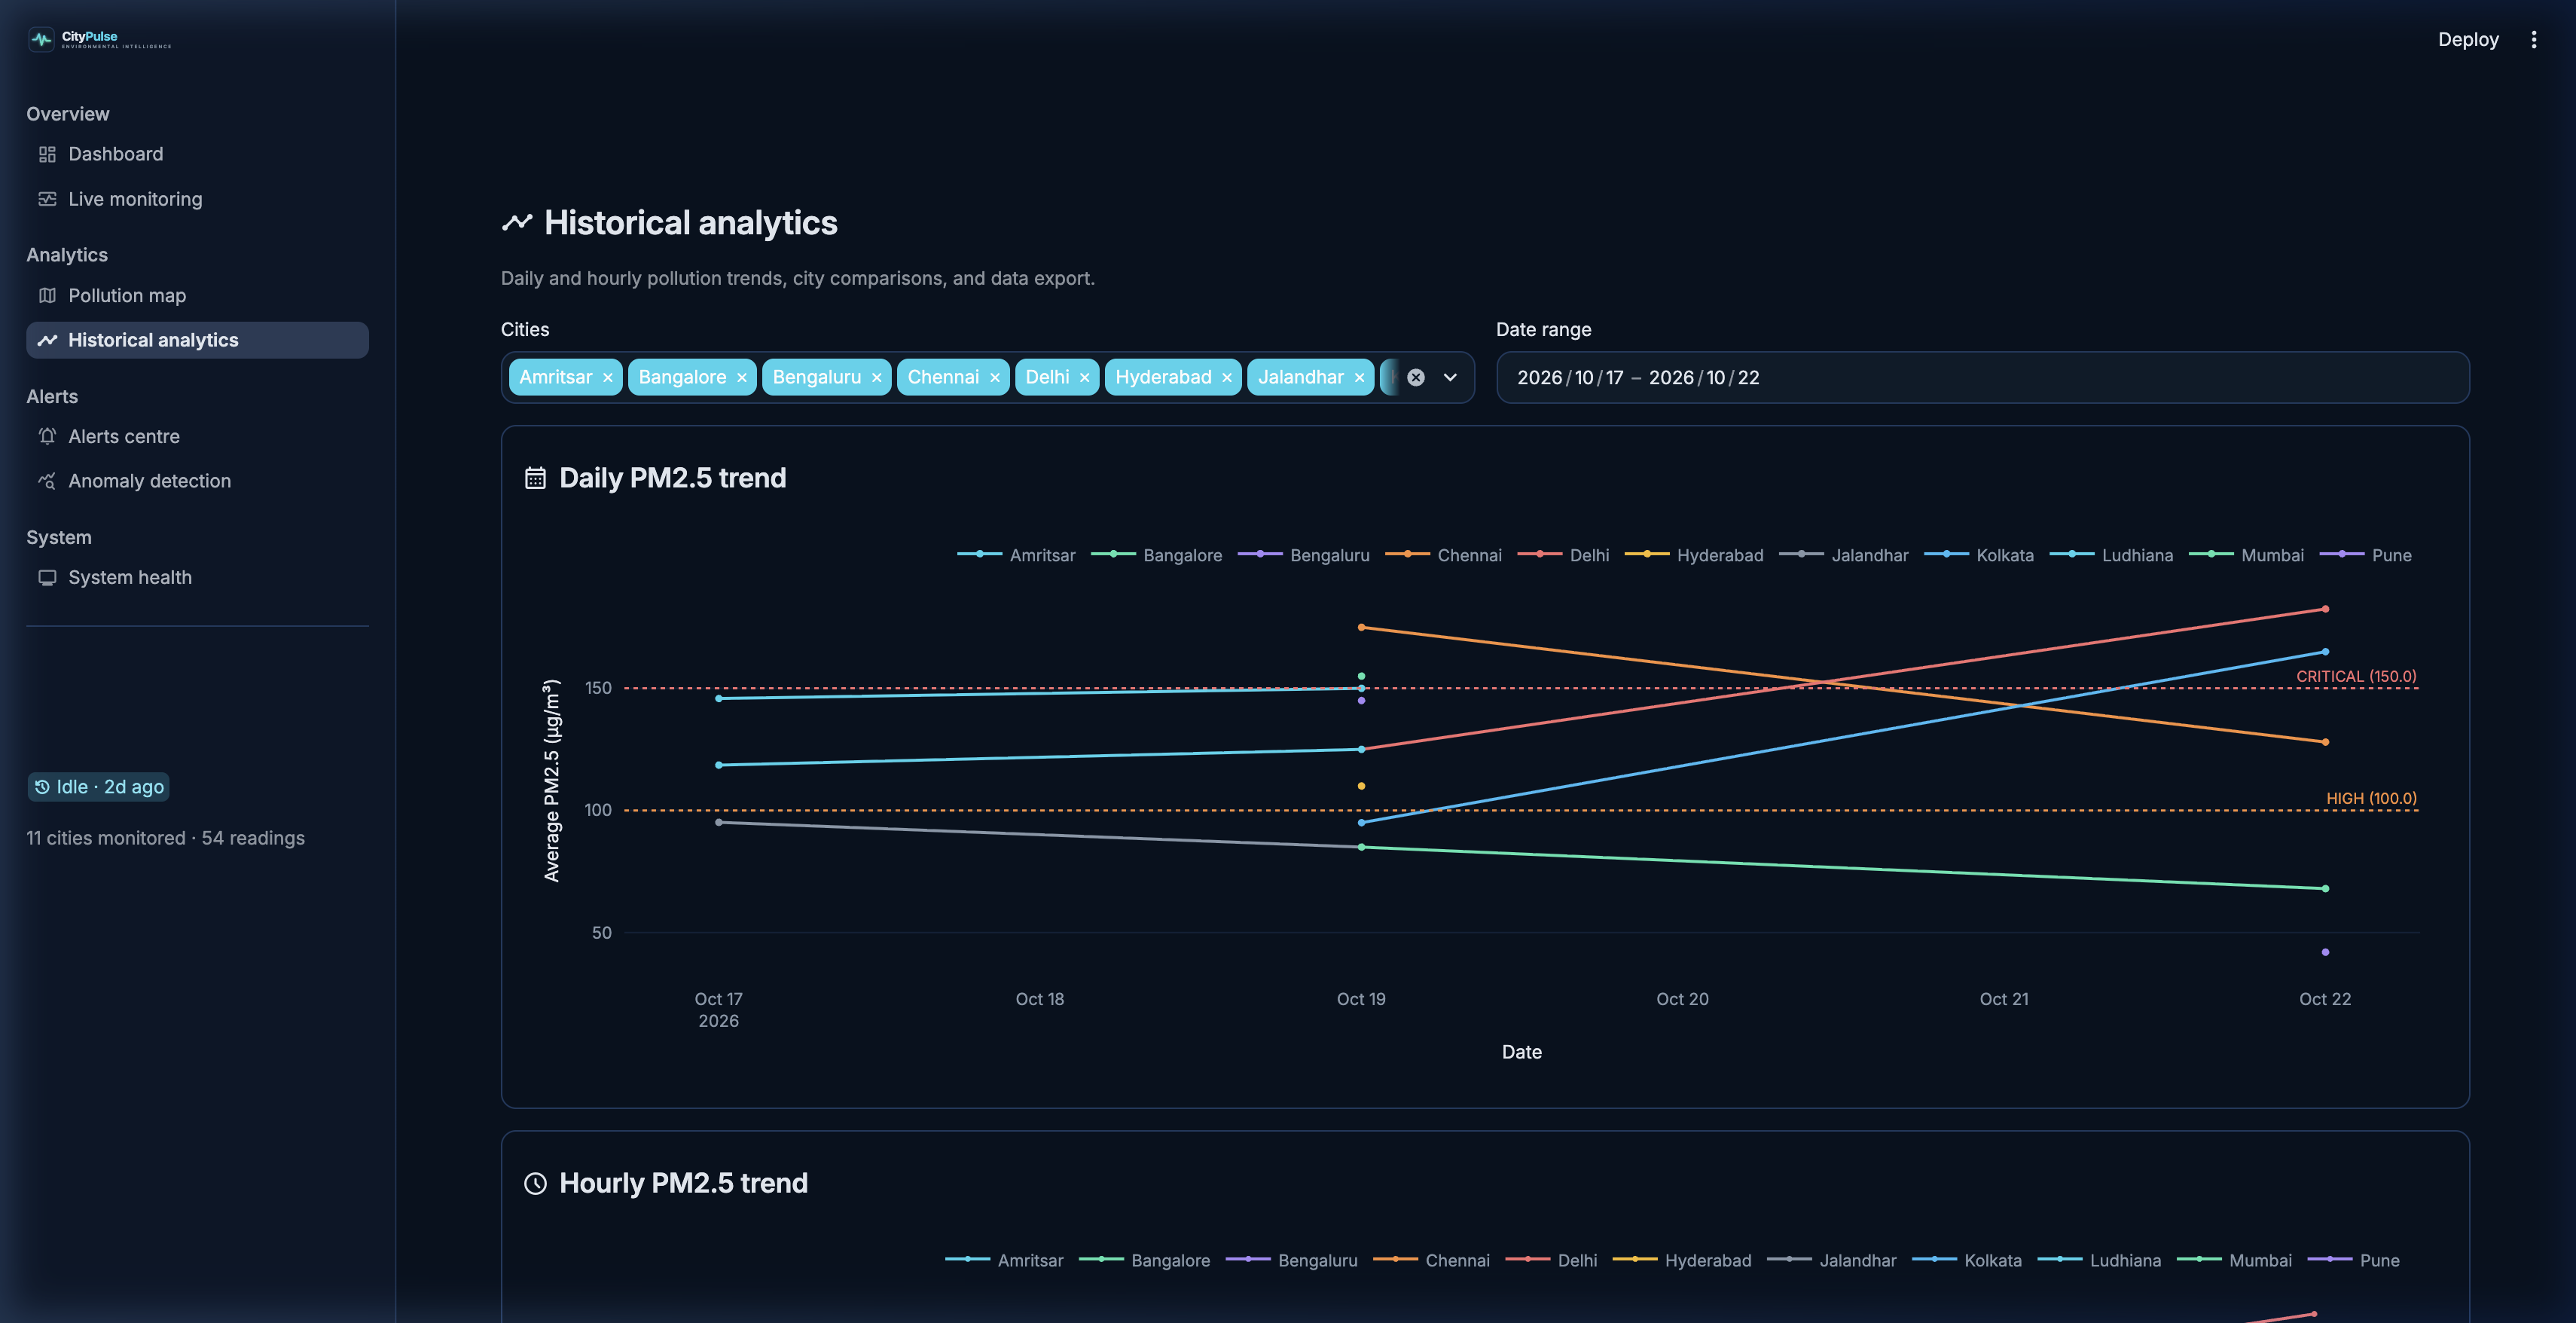 CityPulse
ENVIRONMENTAL INTELLIGENCE
Deploy
Overview
Dashboard
Live monitoring
Analytics
Pollution map
Historical analytics
Alerts
Alerts centre
Anomaly detection
System
System health
Idle · 2d ago
11 cities monitored · 54 readings
Historical analytics
Daily and hourly pollution trends, city comparisons, and data export.
Cities
Amritsar × Bangalore × Bengaluru × Chennai × Delhi × Hyderabad × Jalandhar ×
Date range
2026/10/17 – 2026/10/22
Daily PM2.5 trend
Amritsar Bangalore Bengaluru Chennai Delhi Hyderabad Jalandhar Kolkata Ludhiana Mumbai Pune
CRITICAL (150.0)
HIGH (100.0)
150
100
50
Average PM2.5 (µg/m³)
Oct 17 Oct 18 Oct 19 Oct 20 Oct 21 Oct 22
2026
Date
Hourly PM2.5 trend
Amritsar Bangalore Bengaluru Chennai Delhi Hyderabad Jalandhar Kolkata Ludhiana Mumbai Pune